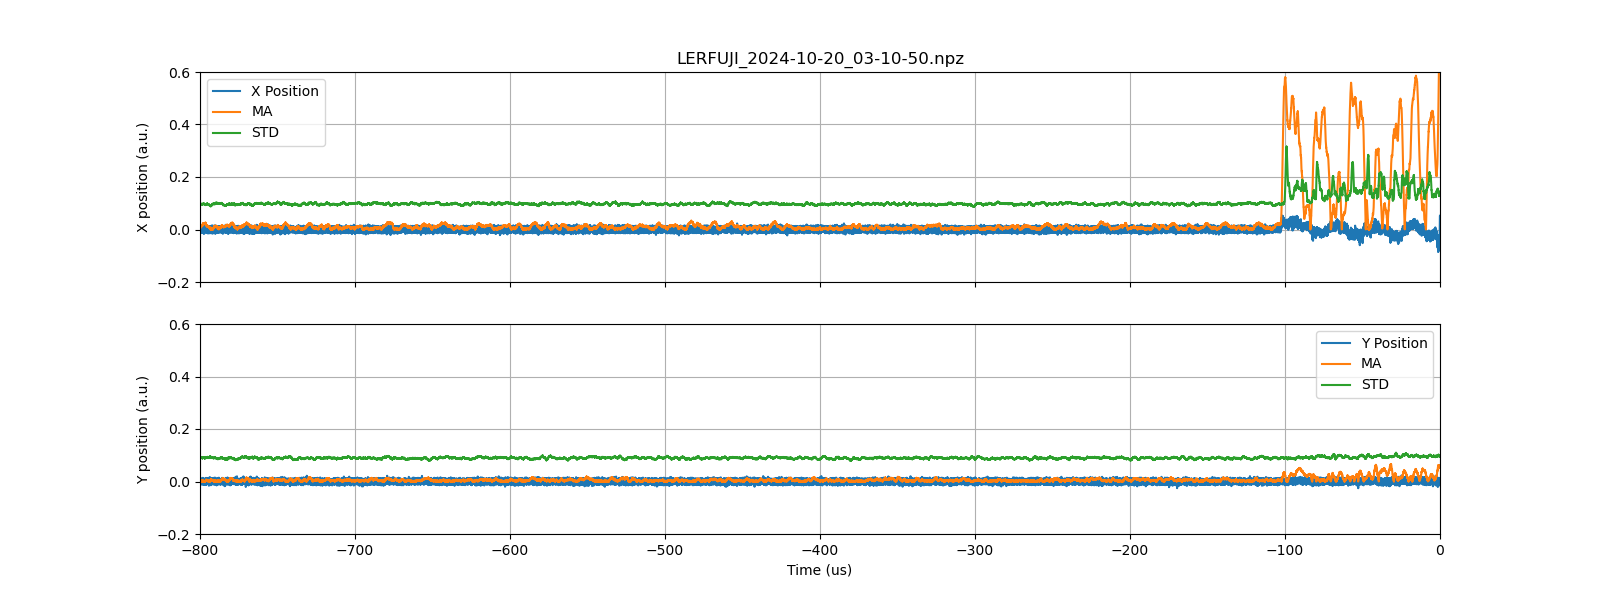 LERFUJI_2024-10-20_03-10-50.npz
0.6
0.4
0.2
0.0
−0.2
X position (a.u.)
X Position
MA
STD
0.6
0.4
0.2
0.0
−0.2
Y position (a.u.)
Y Position
MA
STD
−800 −700 −600 −500 −400 −300 −200 −100 0
Time (us)